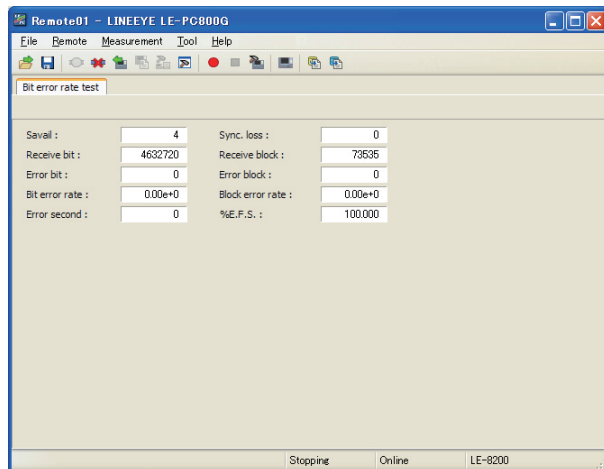 Remote01 - LINEEYE LE-PC800G
File Remote Measurement Tool Help
Bit error rate test
Savail : 4 Sync. loss : 0
Receive bit : 4632720 Receive block : 73535
Error bit : 0 Error block : 0
Bit error rate : 0.00e+0 Block error rate : 0.00e+0
Error second : 0 %E.F.S. : 100.000
Stopping Online LE-8200